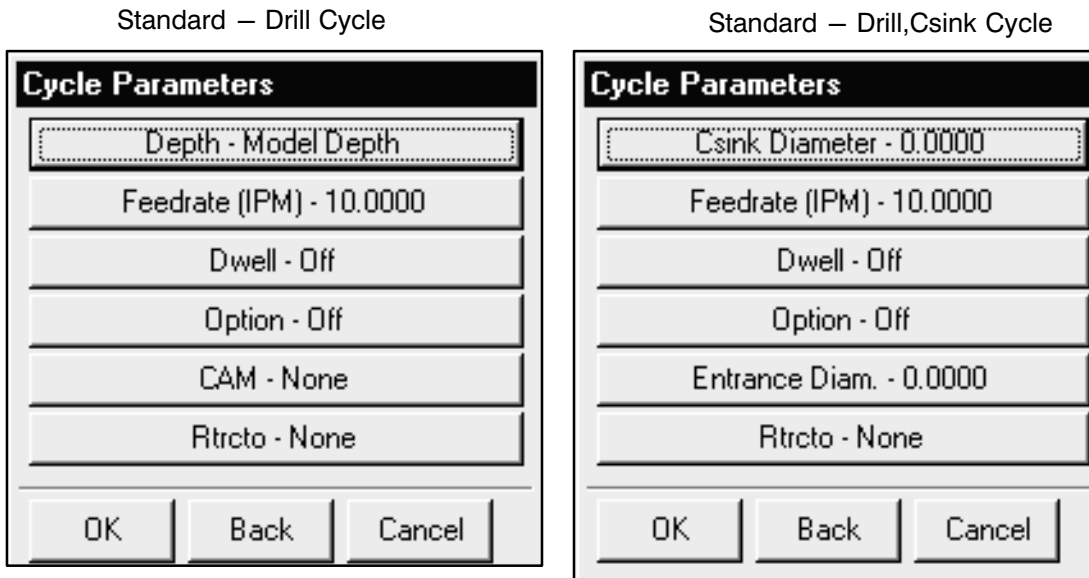 Standard – Drill Cycle
Cycle Parameters
Depth - Model Depth
Feedrate (IPM) - 10.0000
Dwell - Off
Option - Off
CAM - None
Rtrcto - None
OK Back Cancel
Standard – Drill,Csink Cycle
Cycle Parameters
Csink Diameter - 0.0000
Feedrate (IPM) - 10.0000
Dwell - Off
Option - Off
Entrance Diam. - 0.0000
Rtrcto - None
OK Back Cancel